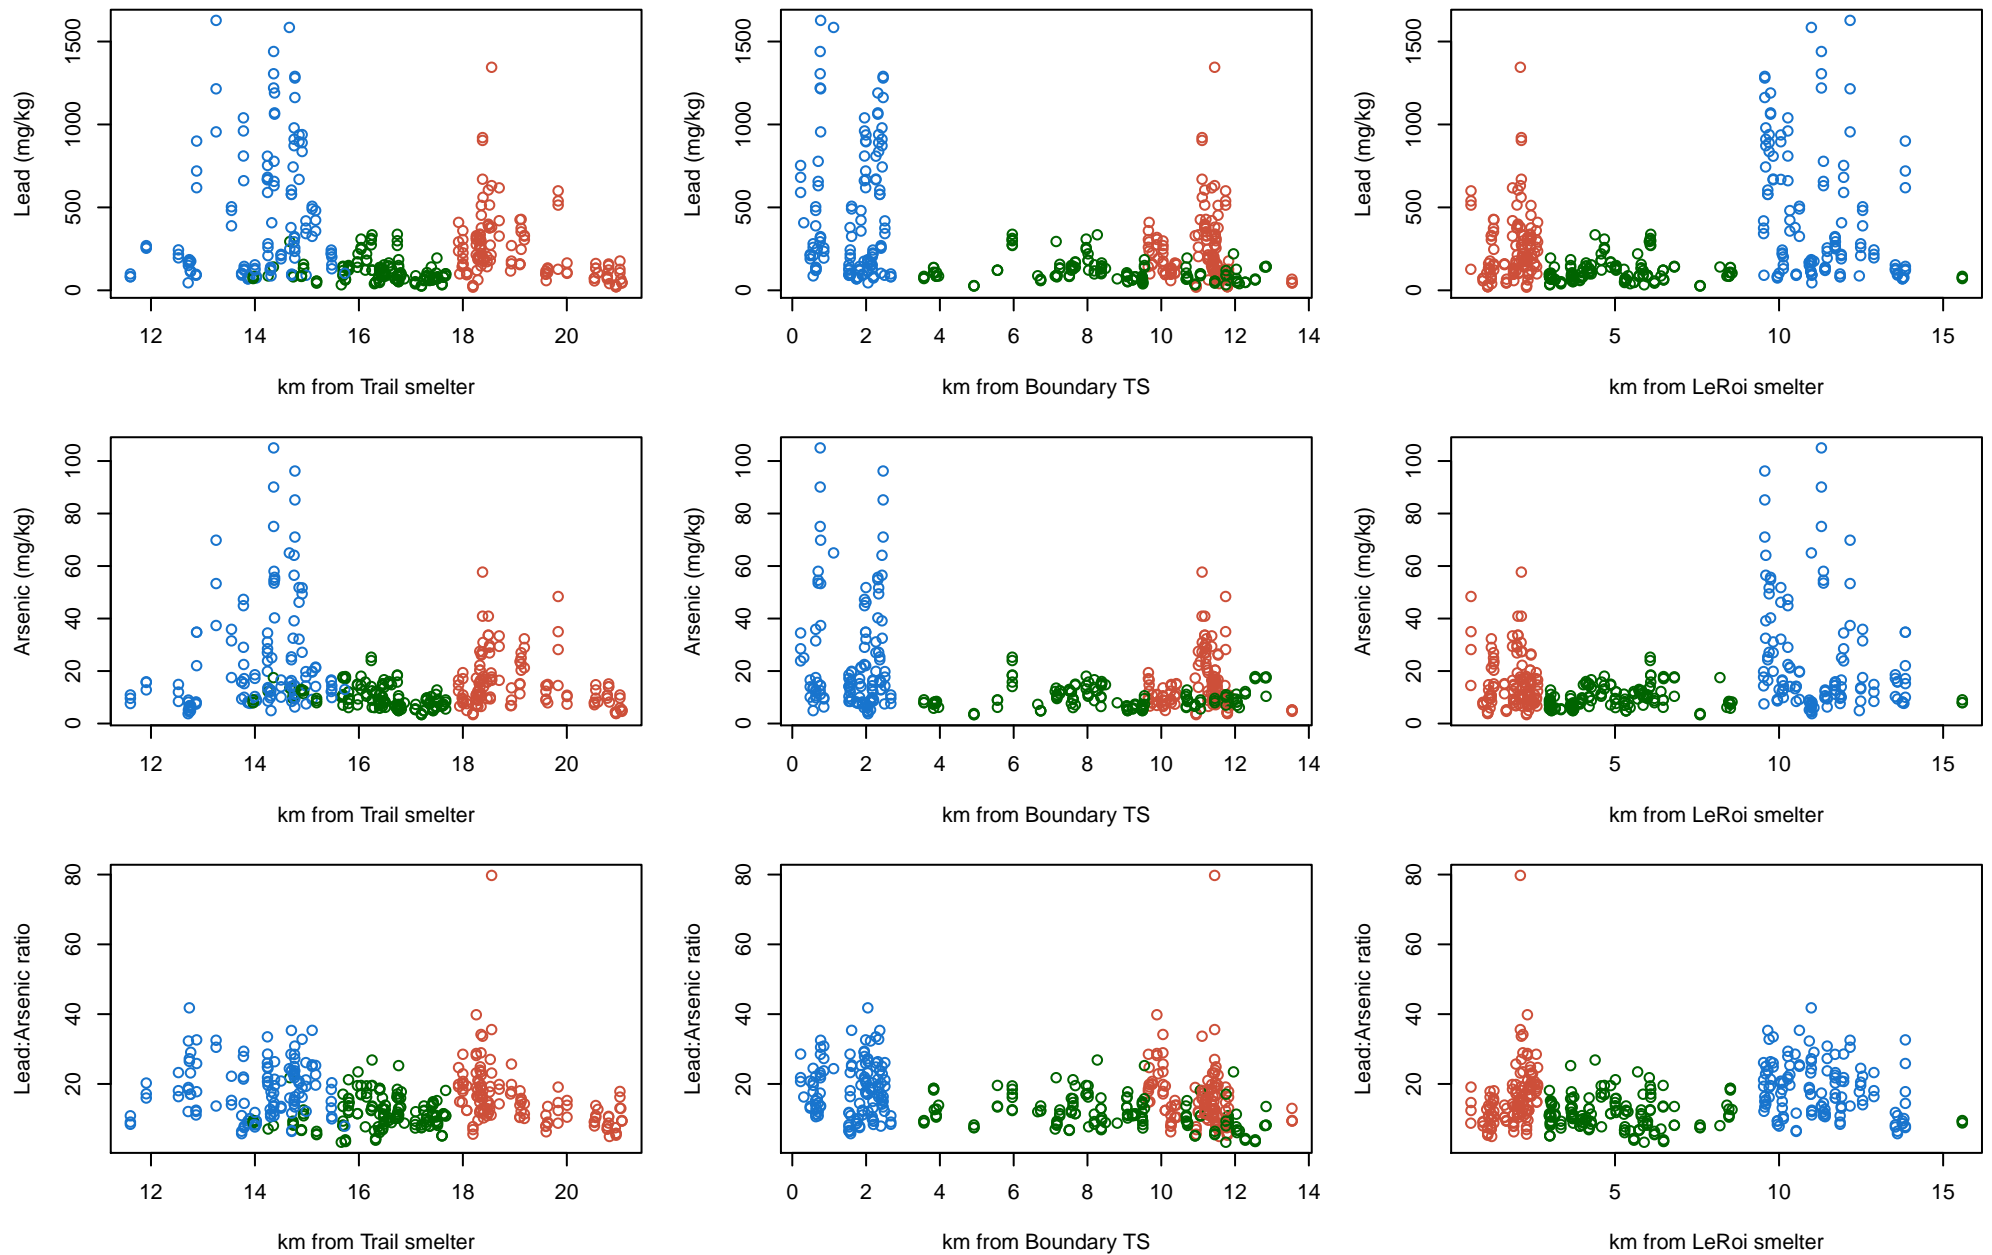 Lead (mg/kg)
0 500 1000 1500
12 14 16 18 20
km from Trail smelter
Lead (mg/kg)
0 500 1000 1500
0 2 4 6 8 10 12 14
km from Boundary TS
Lead (mg/kg)
0 500 1000 1500
5 10 15
km from LeRoi smelter
Arsenic (mg/kg)
0 20 40 60 80 100
12 14 16 18 20
km from Trail smelter
Arsenic (mg/kg)
0 20 40 60 80 100
0 2 4 6 8 10 12 14
km from Boundary TS
Arsenic (mg/kg)
0 20 40 60 80 100
5 10 15
km from LeRoi smelter
Lead:Arsenic ratio
20 40 60 80
12 14 16 18 20
km from Trail smelter
Lead:Arsenic ratio
20 40 60 80
0 2 4 6 8 10 12 14
km from Boundary TS
Lead:Arsenic ratio
20 40 60 80
5 10 15
km from LeRoi smelter